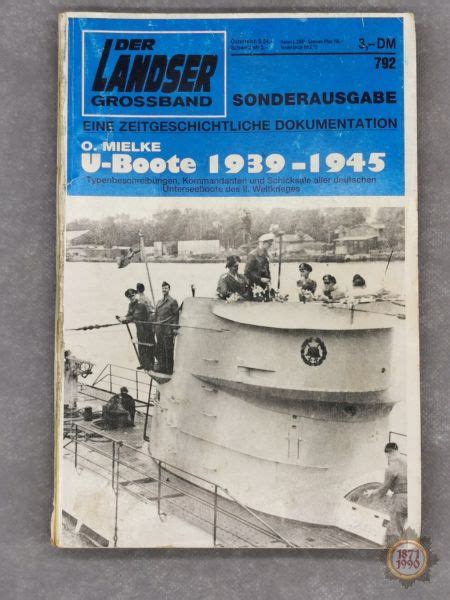 DER
LANDSER
GROSSBAND
3,–DM
792
SONDERAUSGABE
EINE ZEITGESCHICHTLICHE DOKUMENTATION
O. MIELKE
U-Boote 1939–1945
Typenbeschreibungen, Kommandanten und Schicksale aller deutschen
Unterseeboote des II. Weltkrieges
1871
1990